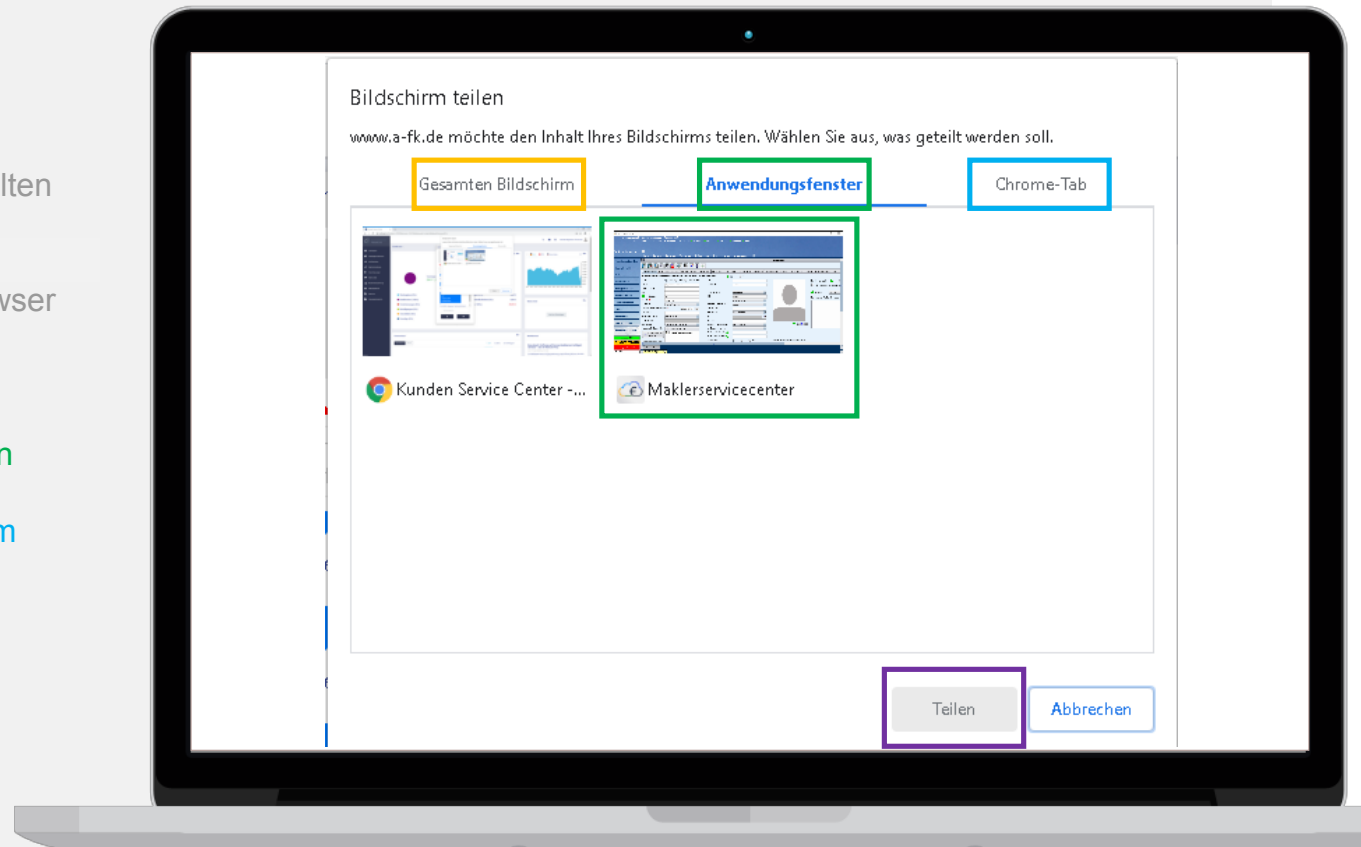 lten
wser
n
m
Bildschirm teilen
www.a-fk.de möchte den Inhalt Ihres Bildschirms teilen. Wählen Sie aus, was geteilt werden soll.
Gesamten Bildschirm Anwendungsfenster Chrome-Tab
Kunden Service Center -... Maklerservicecenter
Teilen Abbrechen